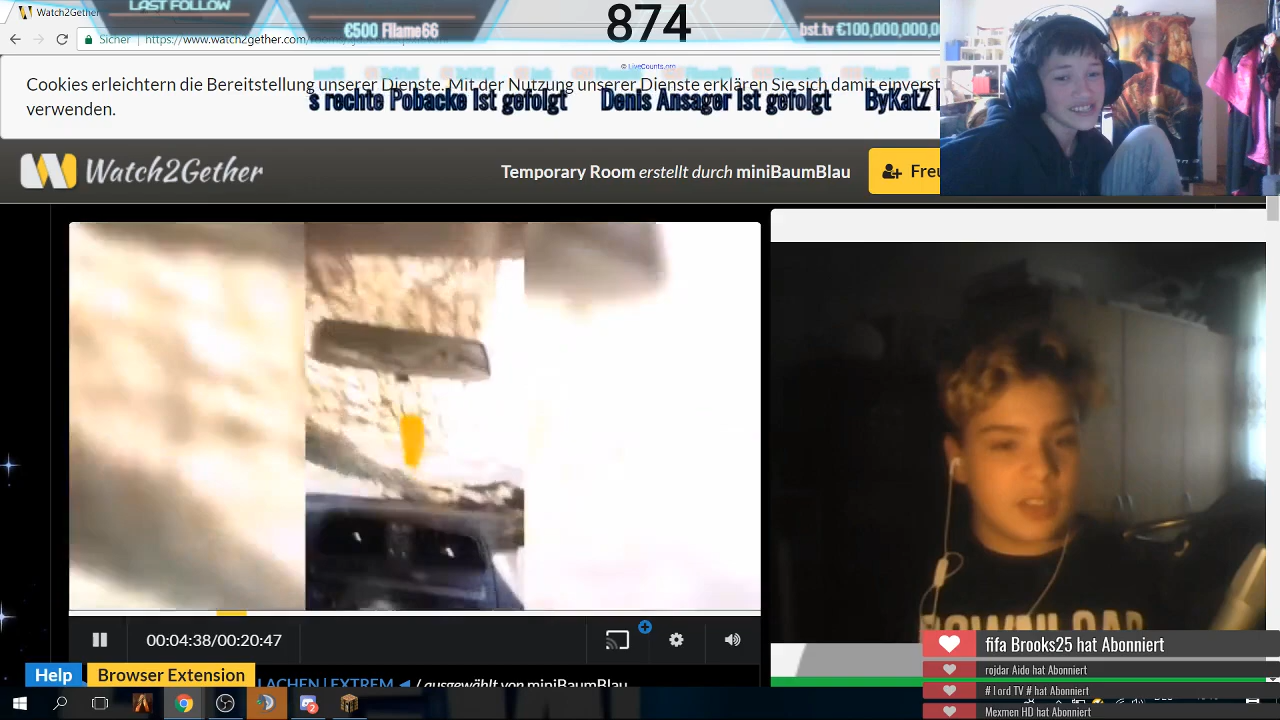 Watch2Gether
LAST FOLLOW
€500 Fllame66
874
© LiveCounts.org
bst.tv €100,000,000,0
Sicher
https://www.watch2gether.com/
Cookies erleichtern die Bereitstellung unserer Dienste. Mit der Nutzung unserer Dienste erklären Sie sich damit einverst
verwenden.
s rechte Pobacke ist gefolgt Denis Ansager ist gefolgt ByKatZ
Watch2Gether
Temporary Room erstellt durch miniBaumBlau
Freu
DOWNLOAD
00:04:38/00:20:47
Help
Browser Extension
LACHEN | EXTREM ◄ / ausgewählt von miniBaumBlau
fifa Brooks25 hat Abonniert
rojdar Aido hat Abonniert
# Lord TV # hat Abonniert
Mexmen HD hat Abonniert